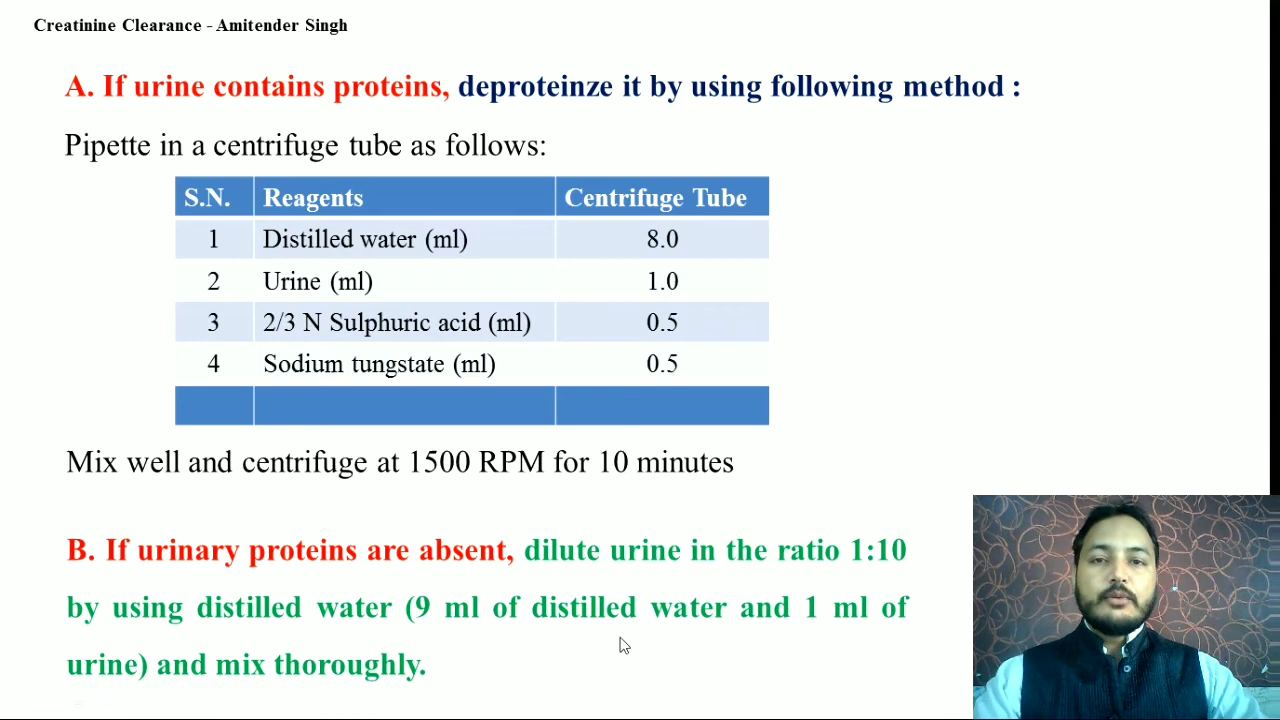 Creatinine Clearance - Amitender Singh
A. If urine contains proteins, deproteinze it by using following method :
Pipette in a centrifuge tube as follows:
S.N. Reagents Centrifuge Tube
1 Distilled water (ml) 8.0
2 Urine (ml) 1.0
3 2/3 N Sulphuric acid (ml) 0.5
4 Sodium tungstate (ml) 0.5
Mix well and centrifuge at 1500 RPM for 10 minutes
B. If urinary proteins are absent, dilute urine in the ratio 1:10
by using distilled water (9 ml of distilled water and 1 ml of
urine) and mix thoroughly.